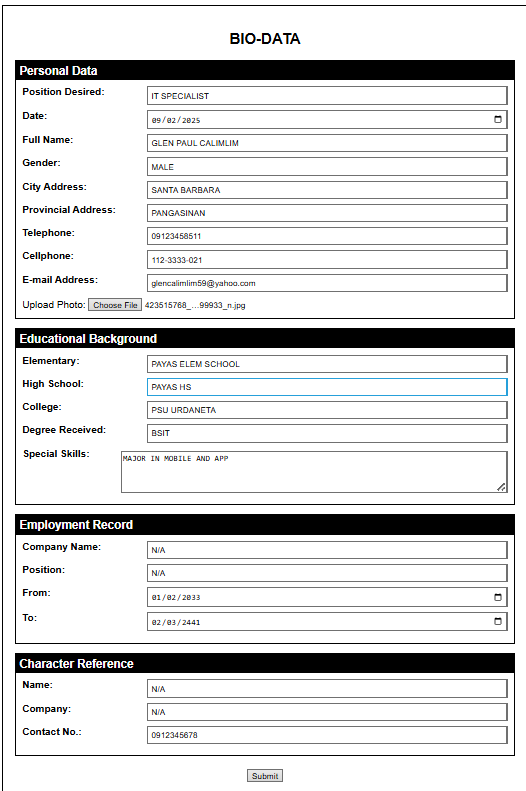 BIO-DATA
Personal Data
Position Desired: IT SPECIALIST
Date: 09/02/2025
Full Name: GLEN PAUL CALIMLIM
Gender: MALE
City Address: SANTA BARBARA
Provincial Address: PANGASINAN
Telephone: 09123458511
Cellphone: 112-3333-021
E-mail Address: glencalimlim59@yahoo.com
Upload Photo: Choose File 423515768_...99933_n.jpg
Educational Background
Elementary: PAYAS ELEM SCHOOL
High School: PAYAS HS
College: PSU URDANETA
Degree Received: BSIT
Special Skills: MAJOR IN MOBILE AND APP
Employment Record
Company Name: N/A
Position: N/A
From: 01/02/2033
To: 02/03/2441
Character Reference
Name: N/A
Company: N/A
Contact No.: 0912345678
Submit